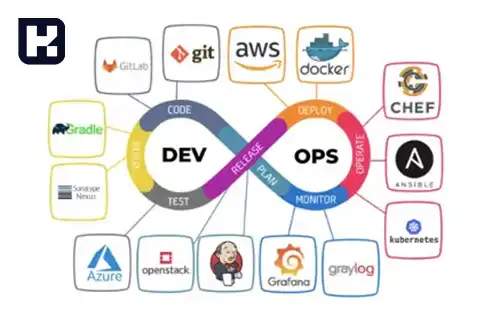 GitLab
git
aws
docker
CHEF
Gradle
CODE
DEPLOY
DEV
RELEASE
OPS
OPERATE
ANSIBLE
PLAN
Sonatype
Nexus
TEST
MONITOR
kubernetes
Azure
openstack.
Grafana
graylog